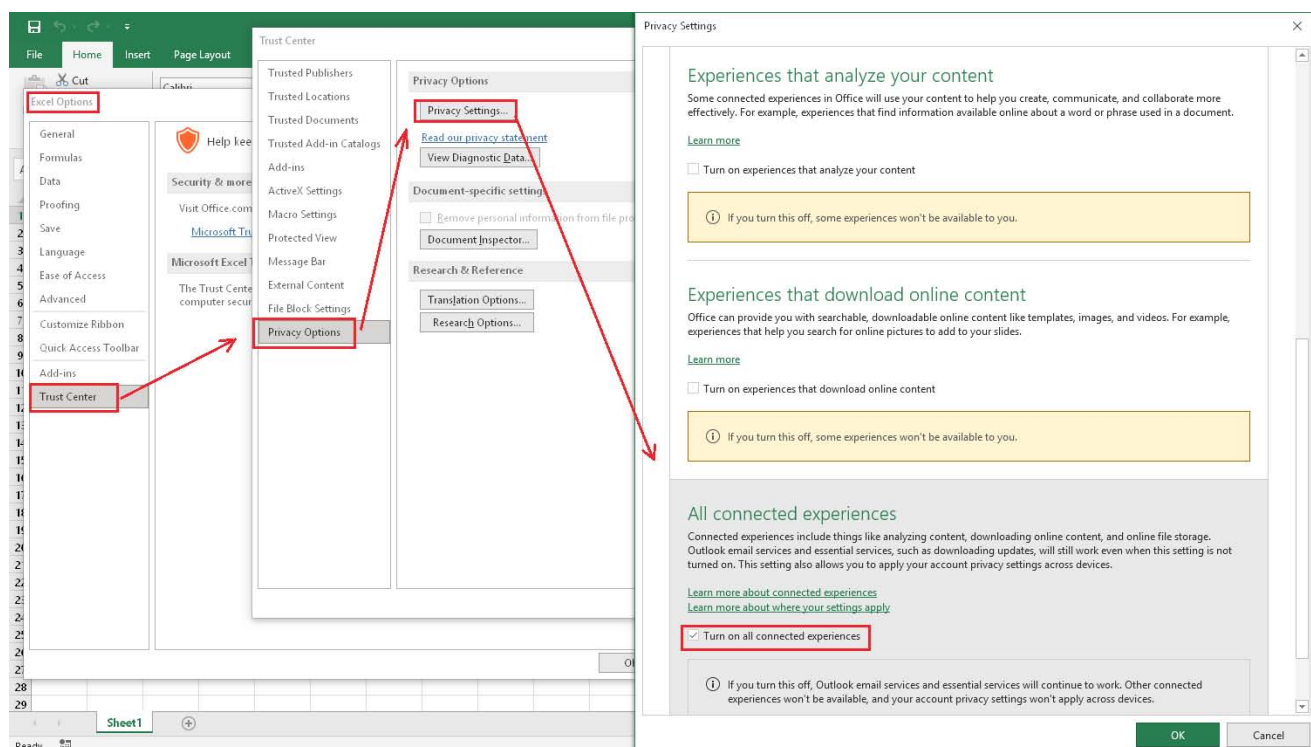 File Home Insert Page Layout
Cut
Calibri
Excel Options
General
Formulas
Data
Proofing
Save
Language
Ease of Access
Advanced
Customize Ribbon
Quick Access Toolbar
Add-ins
Trust Center
Help kee
Security & more
Visit Office.com
Microsoft Tru
Microsoft Excel T
The Trust Cente
computer secur
Trust Center
Trusted Publishers
Trusted Locations
Trusted Documents
Trusted Add-in Catalogs
Add-ins
ActiveX Settings
Macro Settings
Protected View
Message Bar
External Content
File Block Settings
Privacy Options
Privacy Options
Privacy Settings...
Read our privacy statement
View Diagnostic Data...
Document-specific settings
Remove personal information from file pro
Document Inspector...
Research & Reference
Translation Options...
Research Options...
Privacy Settings
Experiences that analyze your content
Some connected experiences in Office will use your content to help you create, communicate, and collaborate more
effectively. For example, experiences that find information available online about a word or phrase used in a document.
Learn more
Turn on experiences that analyze your content
If you turn this off, some experiences won't be available to you.
Experiences that download online content
Office can provide you with searchable, downloadable online content like templates, images, and videos. For example,
experiences that help you search for online pictures to add to your slides.
Learn more
Turn on experiences that download online content
If you turn this off, some experiences won't be available to you.
All connected experiences
Connected experiences include things like analyzing content, downloading online content, and online file storage.
Outlook email services and essential services, such as downloading updates, will still work even when this setting is not
turned on. This setting also allows you to apply your account privacy settings across devices.
Learn more about connected experiences
Learn more about where your settings apply
Turn on all connected experiences
If you turn this off, Outlook email services and essential services will continue to work. Other connected
experiences won't be available, and your account privacy settings won't apply across devices.
OK Cancel
28
29
Sheet1
Ready